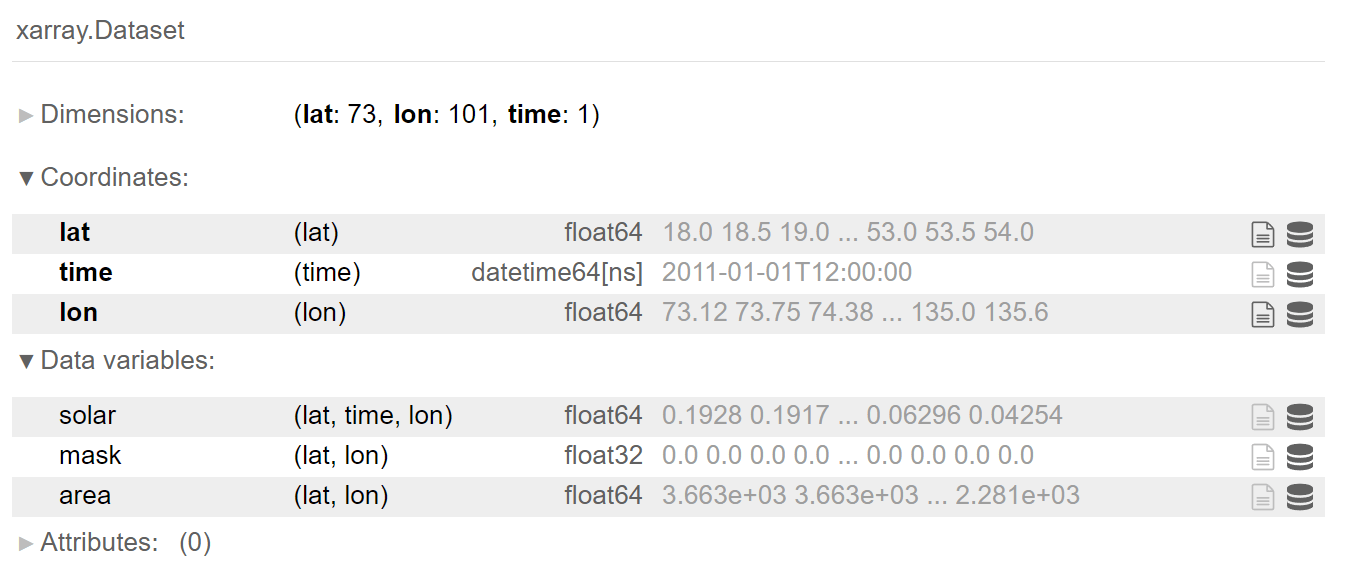 xarray.Dataset
► Dimensions: (lat: 73, lon: 101, time: 1)
▼ Coordinates:
lat (lat) float64 18.0 18.5 19.0 ... 53.0 53.5 54.0
time (time) datetime64[ns] 2011-01-01T12:00:00
lon (lon) float64 73.12 73.75 74.38 ... 135.0 135.6
▼ Data variables:
solar (lat, time, lon) float64 0.1928 0.1917 ... 0.06296 0.04254
mask (lat, lon) float32 0.0 0.0 0.0 0.0 ... 0.0 0.0 0.0 0.0
area (lat, lon) float64 3.663e+03 3.663e+03 ... 2.281e+03
► Attributes: (0)